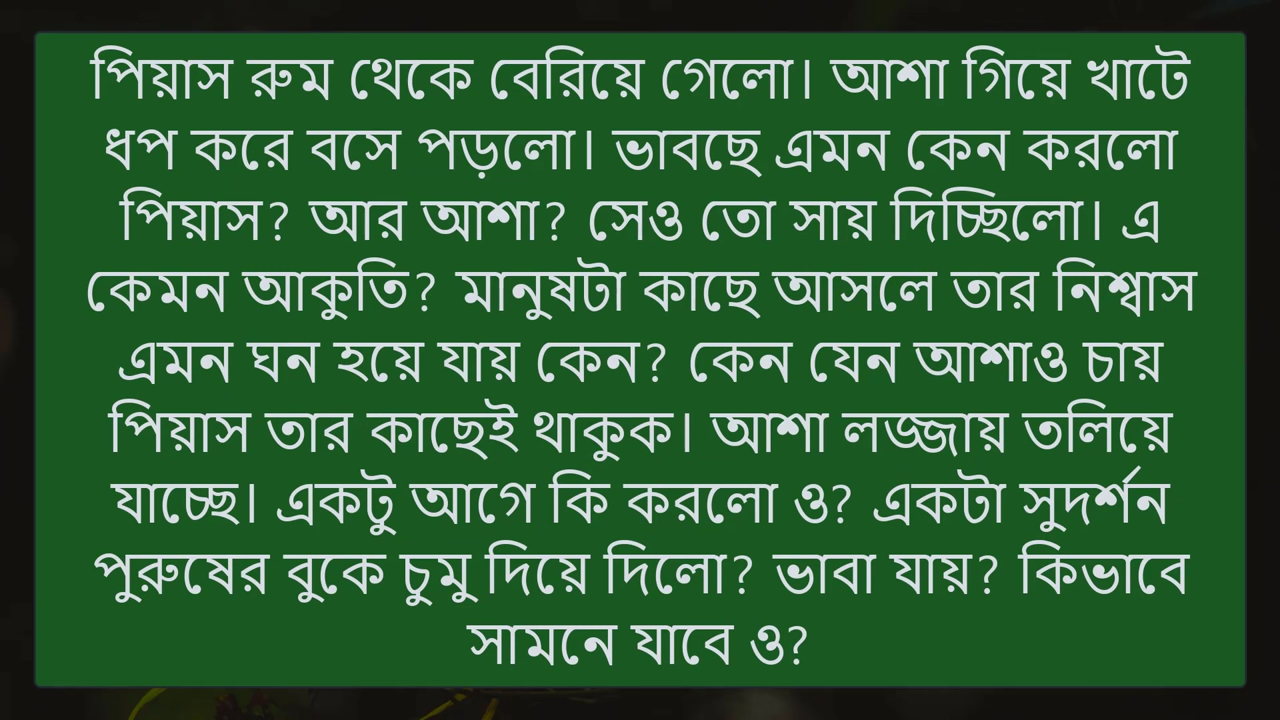 পিয়াস রুম থেকে বেরিয়ে গেলো। আশা গিয়ে খাটে
ধপ করে বসে পড়লো। ভাবছে এমন কেন করলো
পিয়াস? আর আশা? সেও তো সায় দিচ্ছিলো। এ
কেমন আকুতি? মানুষটা কাছে আসলে তার নিশ্বাস
এমন ঘন হয়ে যায় কেন? কেন যেন আশাও চায়
পিয়াস তার কাছেই থাকুক। আশা লজ্জায় তলিয়ে
যাচ্ছে। একটু আগে কি করলো ও? একটা সুদর্শন
পুরুষের বুকে চুমু দিয়ে দিলো? ভাবা যায়? কিভাবে
সামনে যাবে ও?